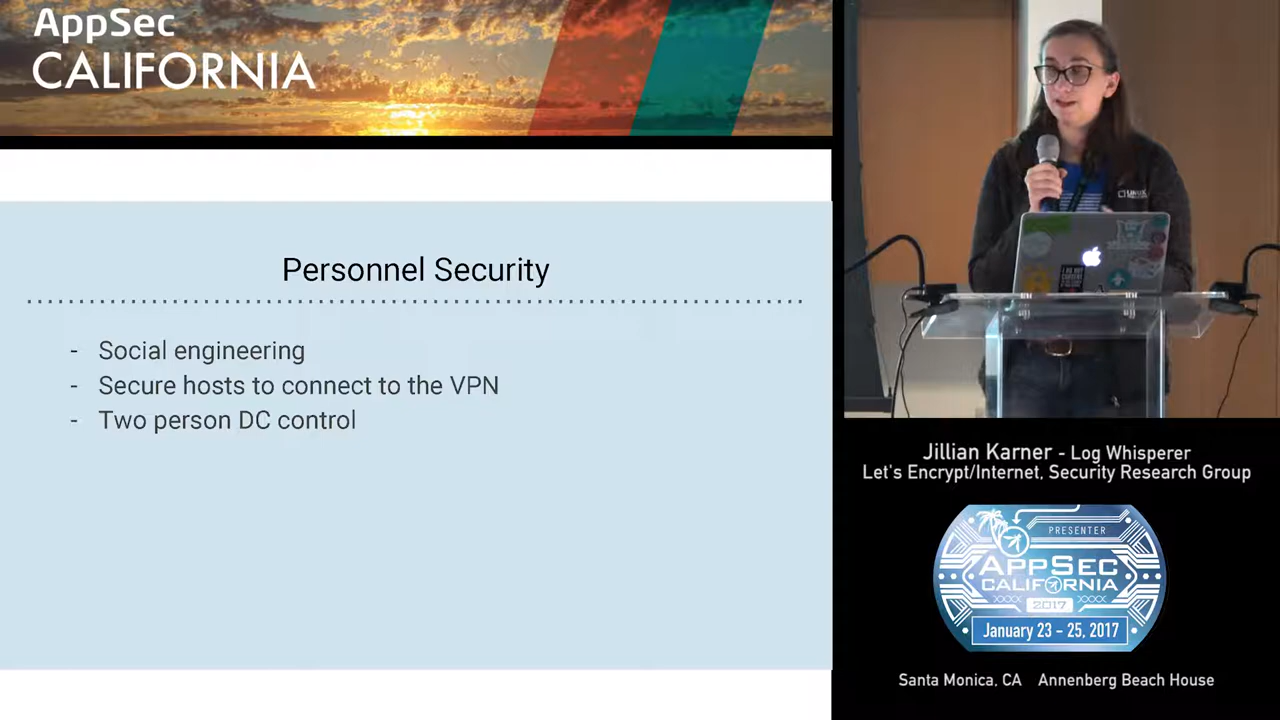 AppSec
CALIFORNIA
Personnel Security
- Social engineering
- Secure hosts to connect to the VPN
- Two person DC control
Jillian Karner - Log Whisperer
Let's Encrypt/Internet, Security Research Group
PRESENTER
APPSEC
CALIFORNIA
2017
January 23 - 25, 2017
Santa Monica, CA Annenberg Beach House